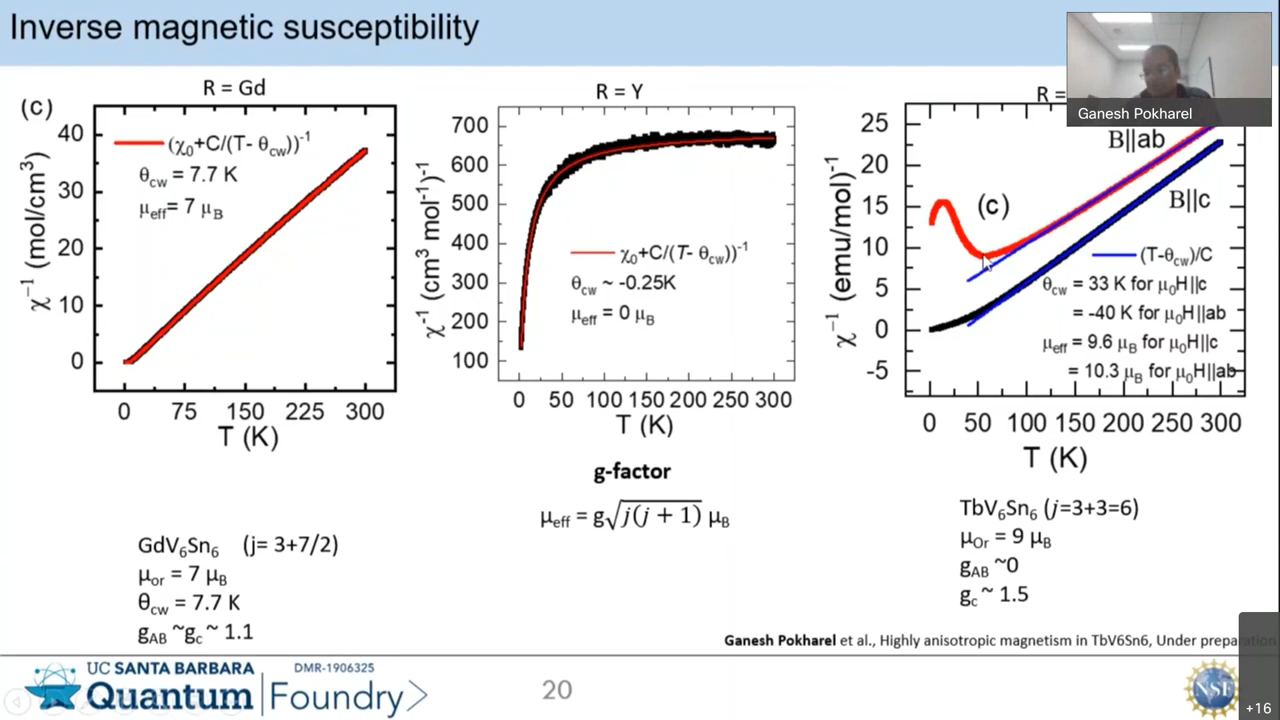 Inverse magnetic susceptibility
Ganesh Pokharel
(c)
R = Gd
40
30
20
10
0
χ⁻¹ (mol/cm³)
(χ₀+C/(T- θcw))⁻¹
θcw = 7.7 K
μeff= 7 μB
0 75 150 225 300
T (K)
R = Y
700
600
500
400
300
200
100
χ⁻¹ (cm³ mol⁻¹)⁻¹
χ₀+C/(T- θcw))⁻¹
θcw ~ -0.25K
μeff = 0 μB
0 50 100 150 200 250 300
T (K)
R =
25
20
15
10
5
0
-5
χ⁻¹ (emu/mol)⁻¹
B||ab
(c)
B||c
(T-θcw)/C
θcw = 33 K for μ₀H||c
= -40 K for μ₀H||ab
μeff = 9.6 μB for μ₀H||c
= 10.3 μB for μ₀H||ab
0 50 100 150 200 250 300
T (K)
g-factor
μeff = g√j(j + 1) μB
GdV₆Sn₆ (j= 3+7/2)
μor = 7 μB
θcw = 7.7 K
gAB ~gc ~ 1.1
TbV₆Sn₆ (j=3+3=6)
μOr = 9 μB
gAB ~0
gc ~ 1.5
Ganesh Pokharel et al., Highly anisotropic magnetism in TbV6Sn6, Under preparation
UC SANTA BARBARA
Quantum Foundry
DMR-1906325
20
NSF
+16